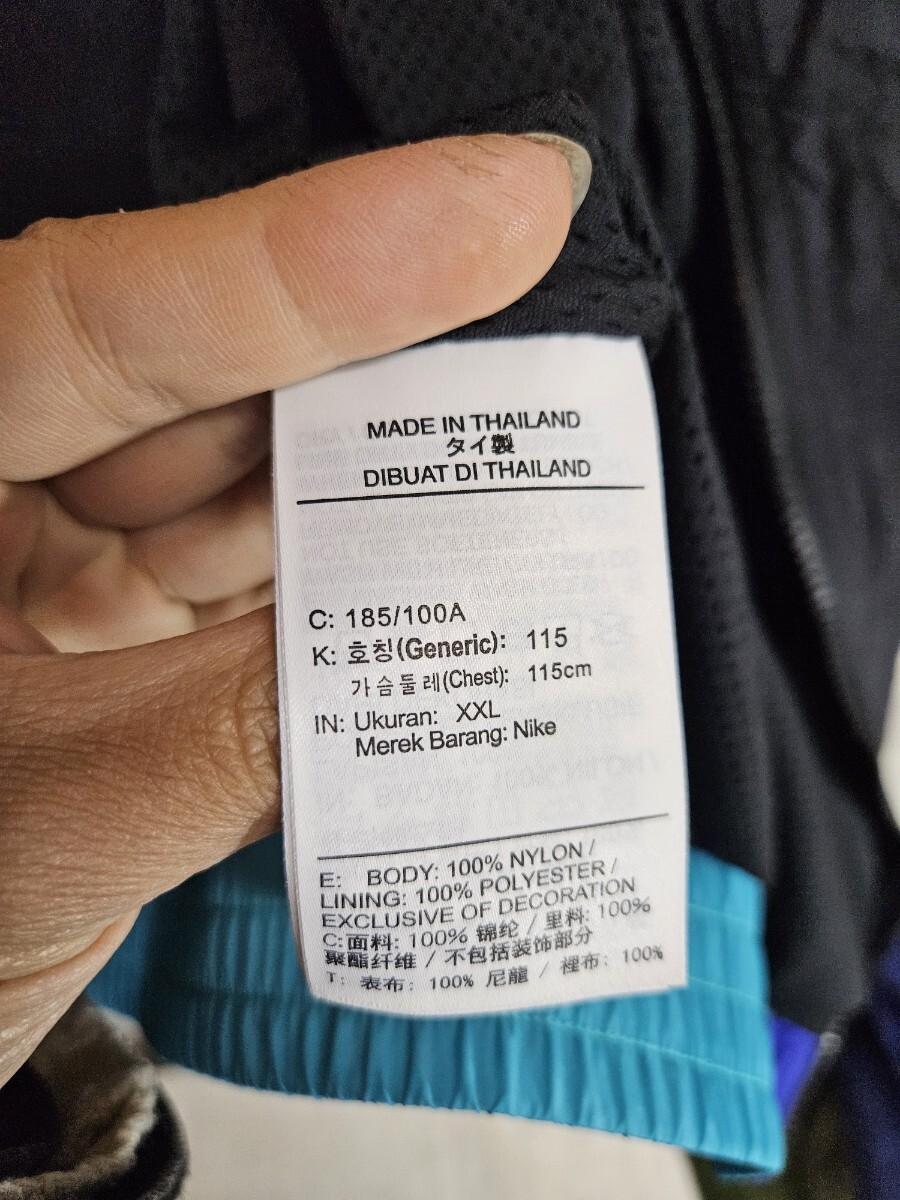 MADE IN THAILAND
タイ製
DIBUAT DI THAILAND
C: 185/100A
K: 호칭(Generic): 115
가슴둘레(Chest): 115cm
IN: Ukuran: XXL
Merek Barang: Nike
E: BODY: 100% NYLON /
LINING: 100% POLYESTER /
EXCLUSIVE OF DECORATION
C:面料: 100% 锦纶 / 里料: 100%
聚酯纤维 / 不包括装饰部分
T: 表布: 100% 尼龍 / 裡布: 100%